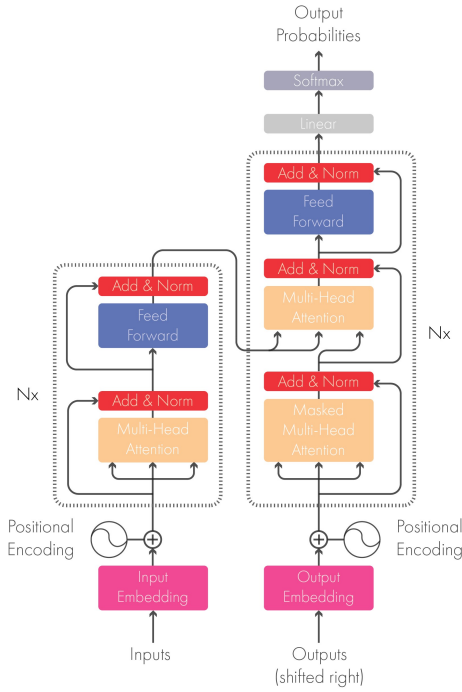 Output
Probabilities
Softmax
Linear
Add & Norm
Feed
Forward
Add & Norm
Multi-Head
Attention
Nx
Add & Norm
Masked
Multi-Head
Attention
Add & Norm
Feed
Forward
Nx
Add & Norm
Multi-Head
Attention
Positional
Encoding
Positional
Encoding
Input
Embedding
Output
Embedding
Inputs
Outputs
(shifted right)